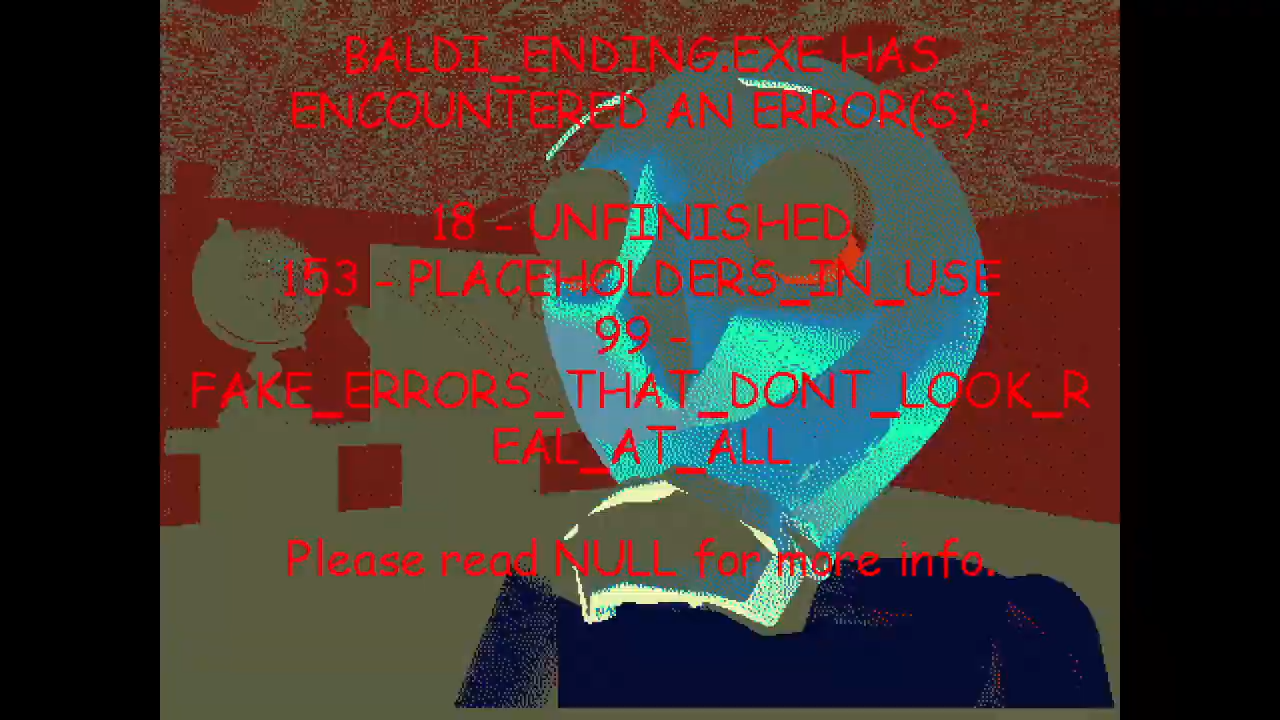 BALDI_ENDING.EXE HAS
ENCOUNTERED AN ERROR(S):
18 - UNFINISHED
153 - PLACEHOLDERS_IN_USE
99 -
FAKE_ERRORS_THAT_DONT_LOOK_R
EAL_AT_ALL
Please read NULL for more info.